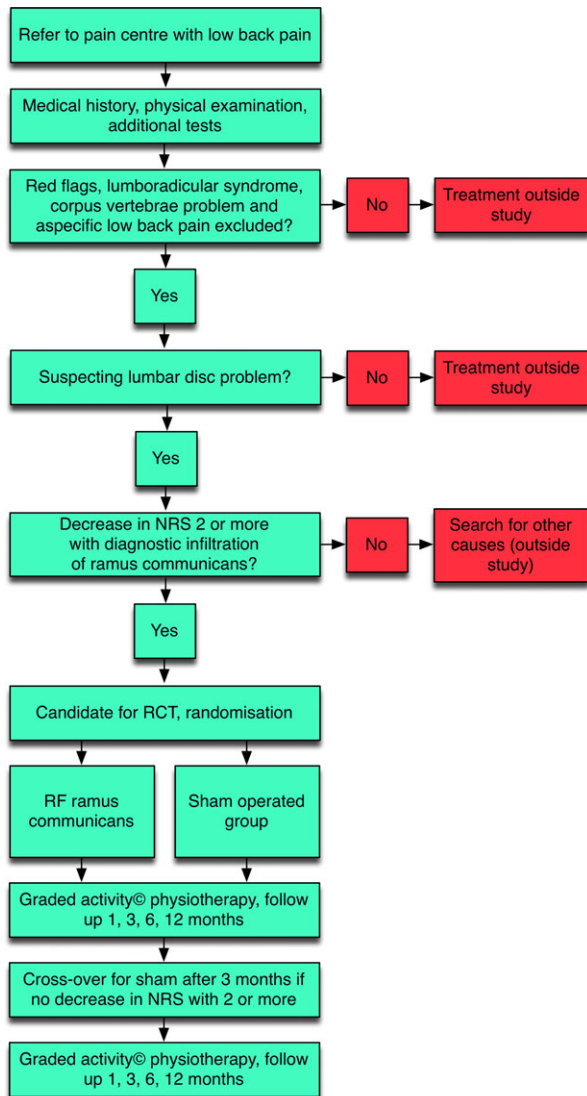 Refer to pain centre with low back pain
Medical history, physical examination,
additional tests
Red flags, lumboradicular syndrome,
corpus vertebrae problem and
aspecific low back pain excluded?
No
Treatment outside
study
Yes
Suspecting lumbar disc problem?
No
Treatment outside
study
Yes
Decrease in NRS 2 or more
with diagnostic infiltration
of ramus communicans?
No
Search for other
causes (outside
study)
Yes
Candidate for RCT, randomisation
RF ramus
communicans
Sham operated
group
Graded activity© physiotherapy, follow
up 1, 3, 6, 12 months
Cross-over for sham after 3 months if
no decrease in NRS with 2 or more
Graded activity© physiotherapy, follow
up 1, 3, 6, 12 months